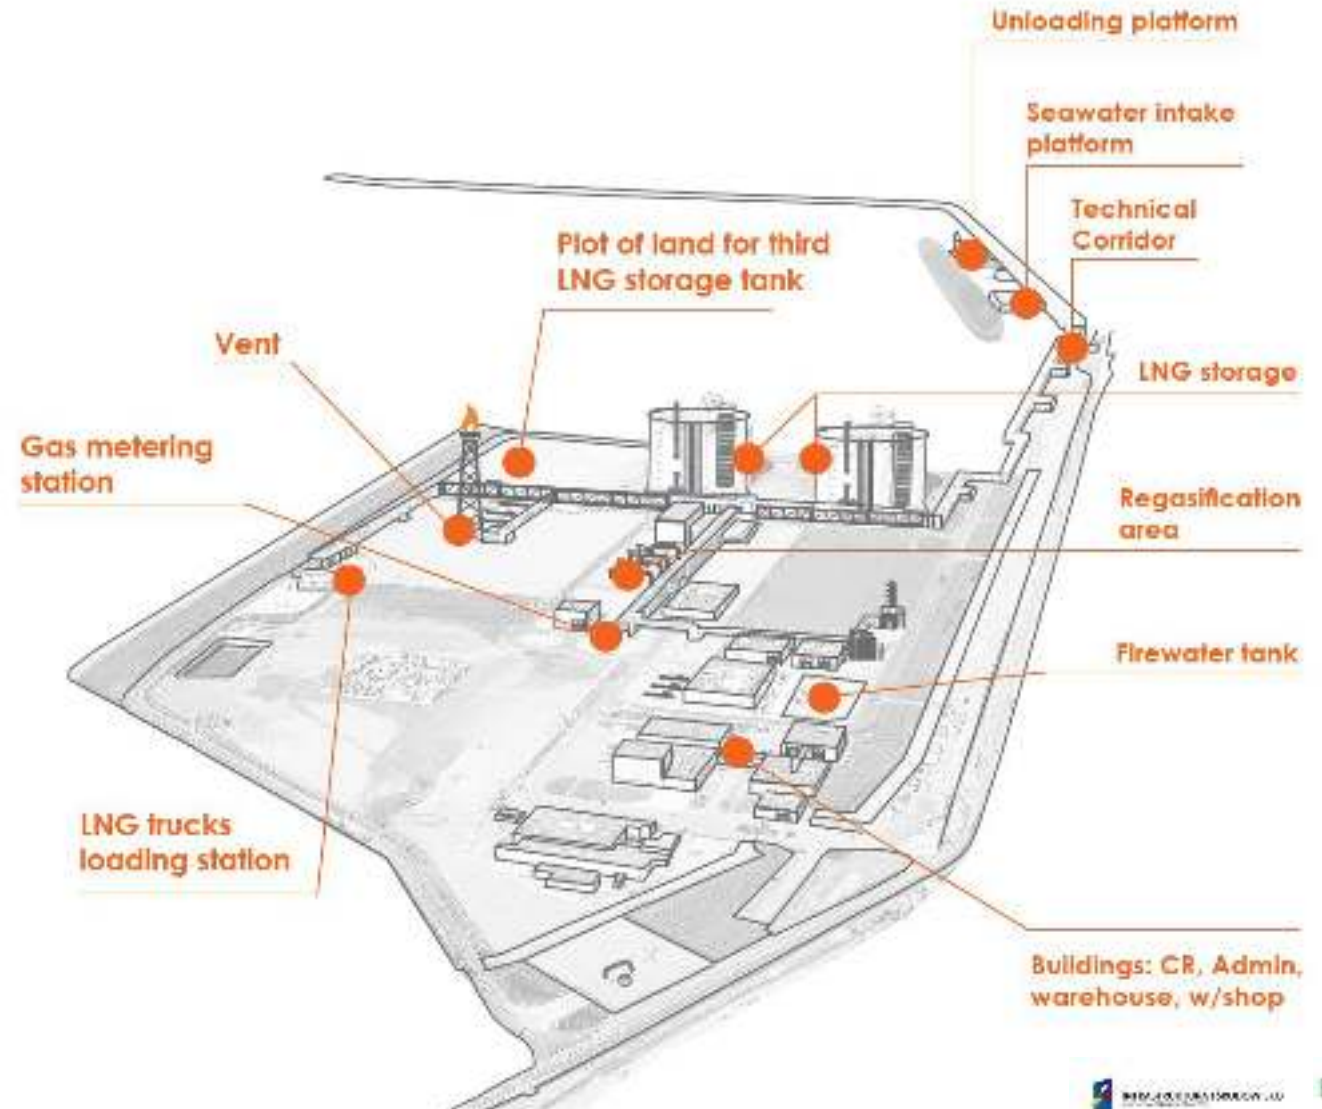 Unloading platform
Seawater intake
platform
Technical
Corridor
Plot of land for third
LNG storage tank
Vent
LNG storage
Gas metering
station
Regasification
area
Firewater tank
LNG trucks
loading station
Buildings: CR, Admin,
warehouse, w/shop